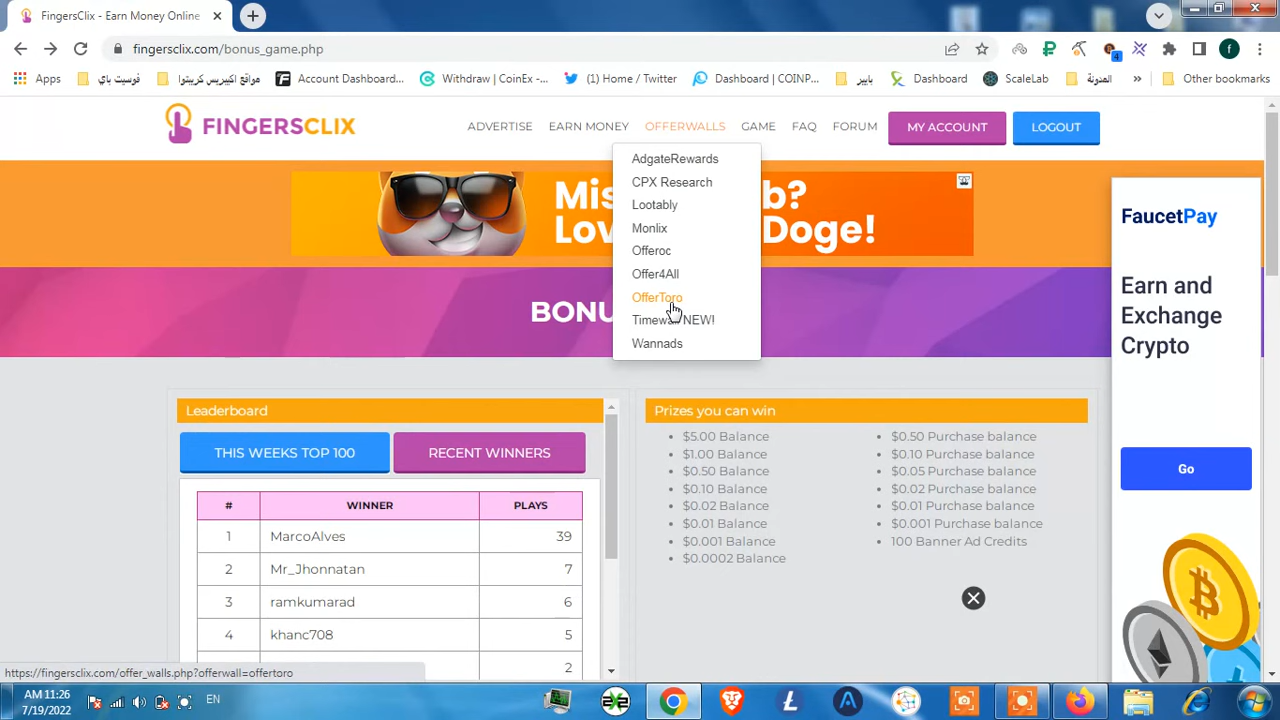 FingersClix - Earn Money Online
fingersclix.com/bonus_game.php
f
4
Apps
فوسيت باي
مواقع اكبيريس كريبتوا
Account Dashboard...
Withdraw | CoinEx -...
(1) Home / Twitter
Dashboard | COINP...
بايير
Dashboard
ScaleLab
المدونة
»
Other bookmarks
FINGERSCLIX
ADVERTISE
EARN MONEY
OFFERWALLS
GAME
FAQ
FORUM
MY ACCOUNT
LOGOUT
AdgateRewards
CPX Research
Lootably
Monlix
Offeroc
Offer4All
OfferToro
NEW!
Wannads
Doge!
FaucetPay
Earn and
Exchange
Crypto
Go
Leaderboard
THIS WEEKS TOP 100
RECENT WINNERS
# WINNER PLAYS
1 MarcoAlves 39
2 Mr_Jhonnatan 7
3 ramkumarad 6
4 khanc708 5
2
Prizes you can win
$5.00 Balance
$1.00 Balance
$0.50 Balance
$0.10 Balance
$0.02 Balance
$0.01 Balance
$0.001 Balance
$0.0002 Balance
$0.50 Purchase balance
$0.10 Purchase balance
$0.05 Purchase balance
$0.02 Purchase balance
$0.01 Purchase balance
$0.001 Purchase balance
100 Banner Ad Credits
https://fingersclix.com/offer_walls.php?offerwall=offertoro
AM 11:26
7/19/2022
EN